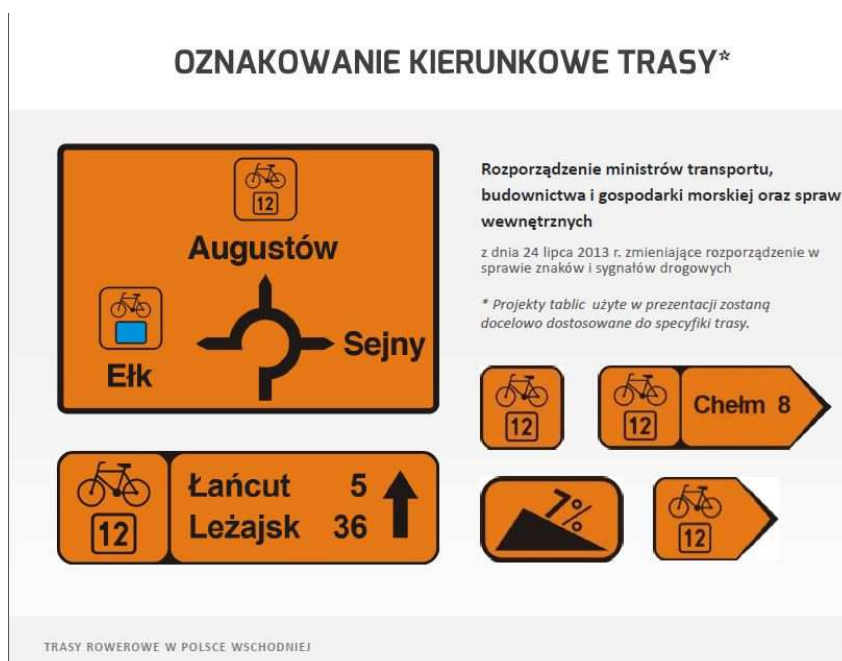 OZNAKOWANIE KIERUNKOWE TRASY*
12
Augustów
Sejny
Ełk
Łańcut 5
Leżajsk 36
12
Rozporządzenie ministrów transportu,
budownictwa i gospodarki morskiej oraz spraw
wewnętrznych
z dnia 24 lipca 2013 r. zmieniające rozporządzenie w
sprawie znaków i sygnałów drogowych
* Projekty tablic użyte w prezentacji zostaną
docelowo dostosowane do specyfiki trasy.
12
12
Chełm 8
7%
12
TRASY ROWEROWE W POLSCE WSCHODNIEJ